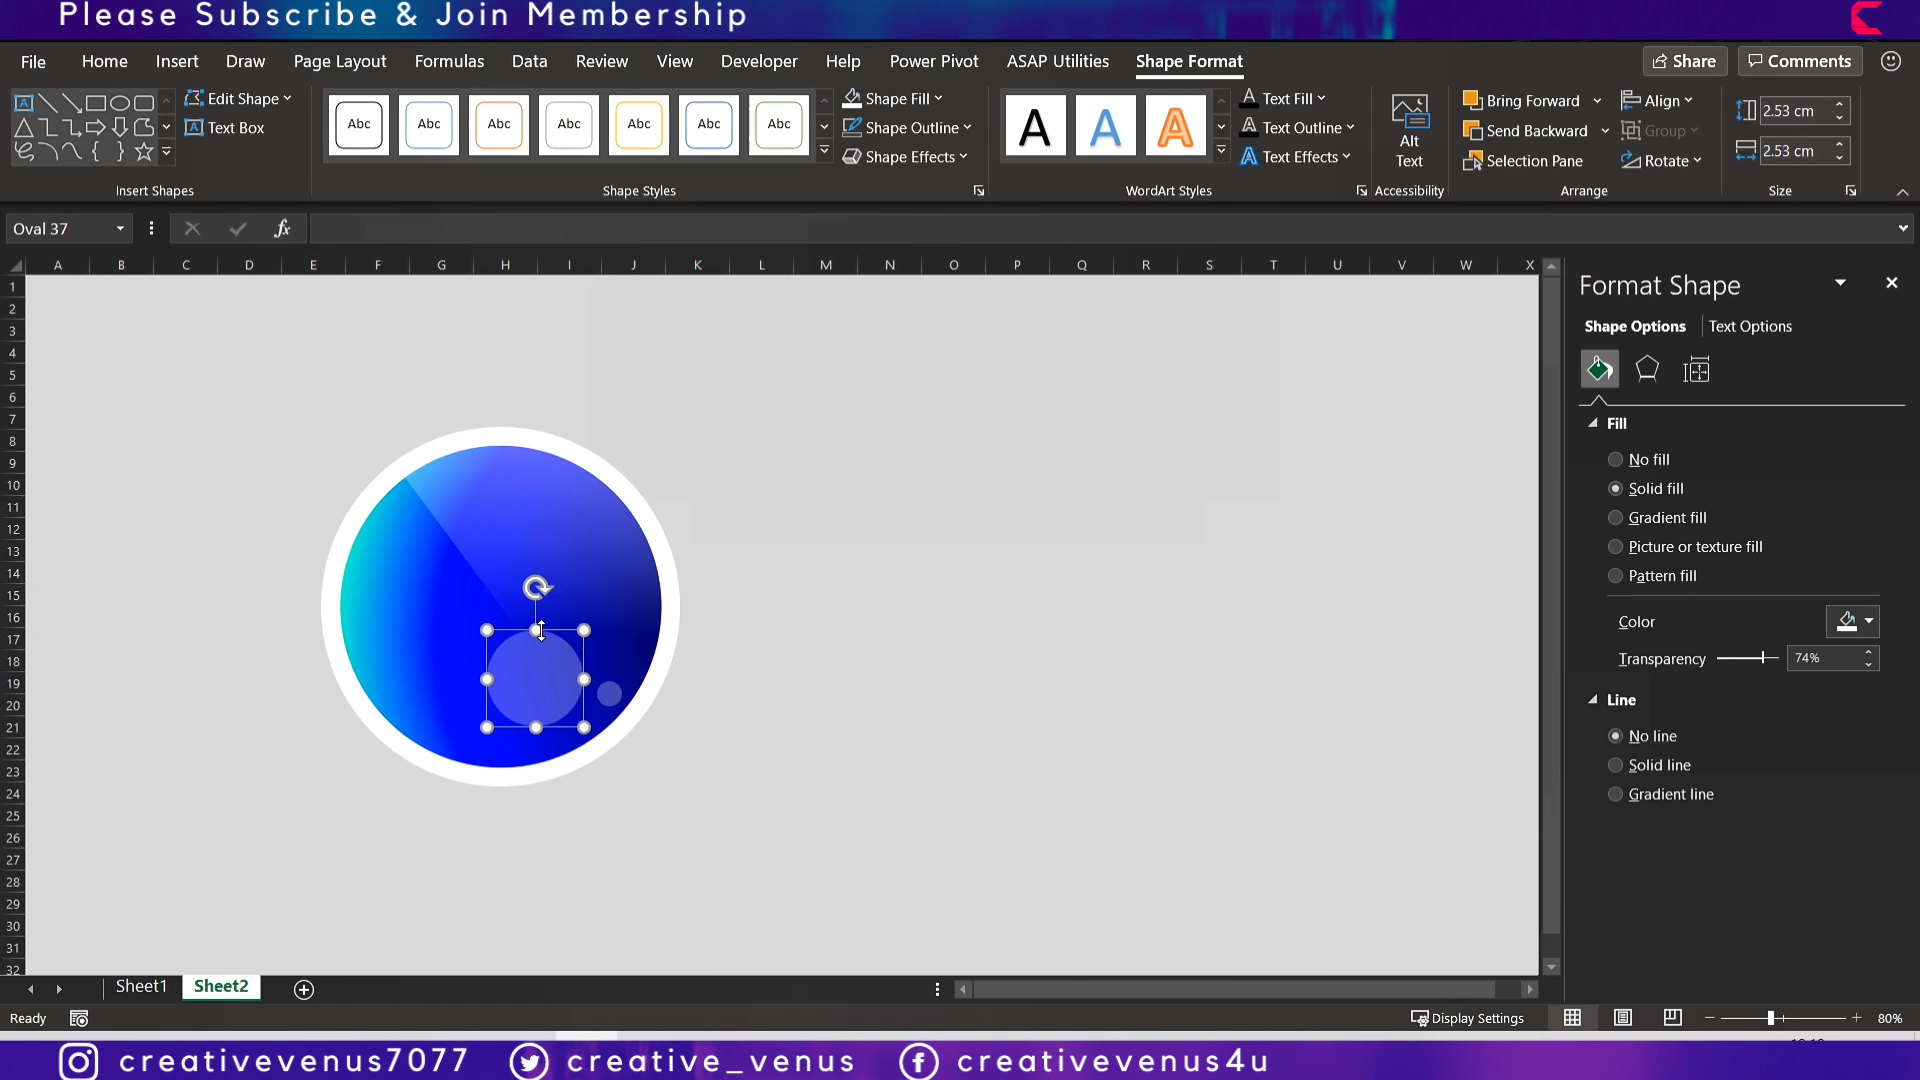 Please Subscribe & Join Membership
File Home Insert Draw Page Layout Formulas Data Review View Developer Help Power Pivot ASAP Utilities Shape Format Share Comments
Edit Shape
Text Box
Insert Shapes
Abc Abc Abc Abc Abc Abc Abc
Shape Fill
Shape Outline
Shape Effects
Shape Styles
A A A
Text Fill
Text Outline
Text Effects
WordArt Styles
Alt
Text
Accessibility
Bring Forward
Send Backward
Selection Pane
Align
Group
Rotate
Arrange
2.53 cm
2.53 cm
Size
Oval 37
fx
A B C D E F G H I J K L M N O P Q R S T U V W X
1
2
3
4
5
6
7
8
9
10
11
12
13
14
15
16
17
18
19
20
21
22
23
24
25
26
27
28
29
30
31
32
Format Shape
Shape Options Text Options
Fill
No fill
Solid fill
Gradient fill
Picture or texture fill
Pattern fill
Color
Transparency 74%
Line
No line
Solid line
Gradient line
Sheet1 Sheet2
Ready Display Settings 80%
creativevenus7077 creative_venus creativevenus4u